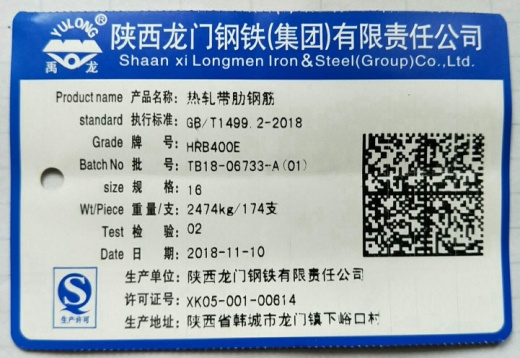 YULONG
禹 龙
®
陕西龙门钢铁(集团)有限责任公司
Shaan xi Longmen Iron&Steel(Group)Co.,Ltd.
Product name 产品名称: 热轧带肋钢筋
standard 执行标准: GB/T1499.2-2018
Grade 牌 号: HRB400E
Batch No 批 号: TB18-06733-A(01)
size 规 格: 16
Wt/Piece 重量/支: 2474kg/174支
Test 检 验: 02
Date 日 期: 2018-11-10
生产单位: 陕西龙门钢铁有限责任公司
许可证号: XK05-001-00614
生产地址: 陕西省韩城市龙门镇下峪口村
QS
生产许可